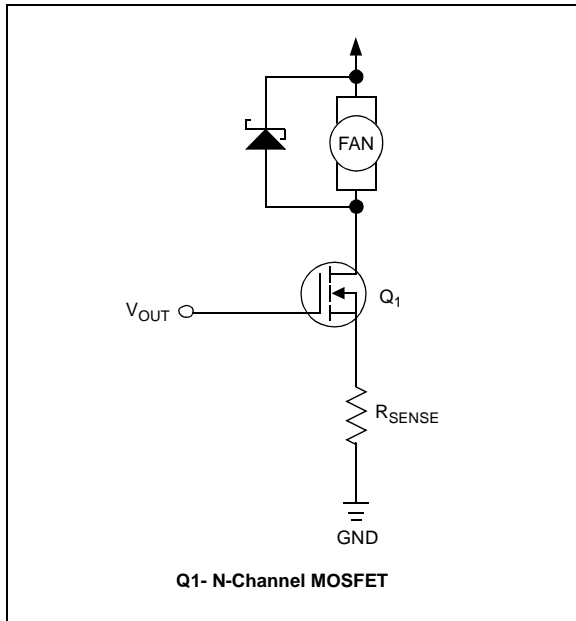 FAN
Q1
VOUT
RSENSE
GND
Q1- N-Channel MOSFET